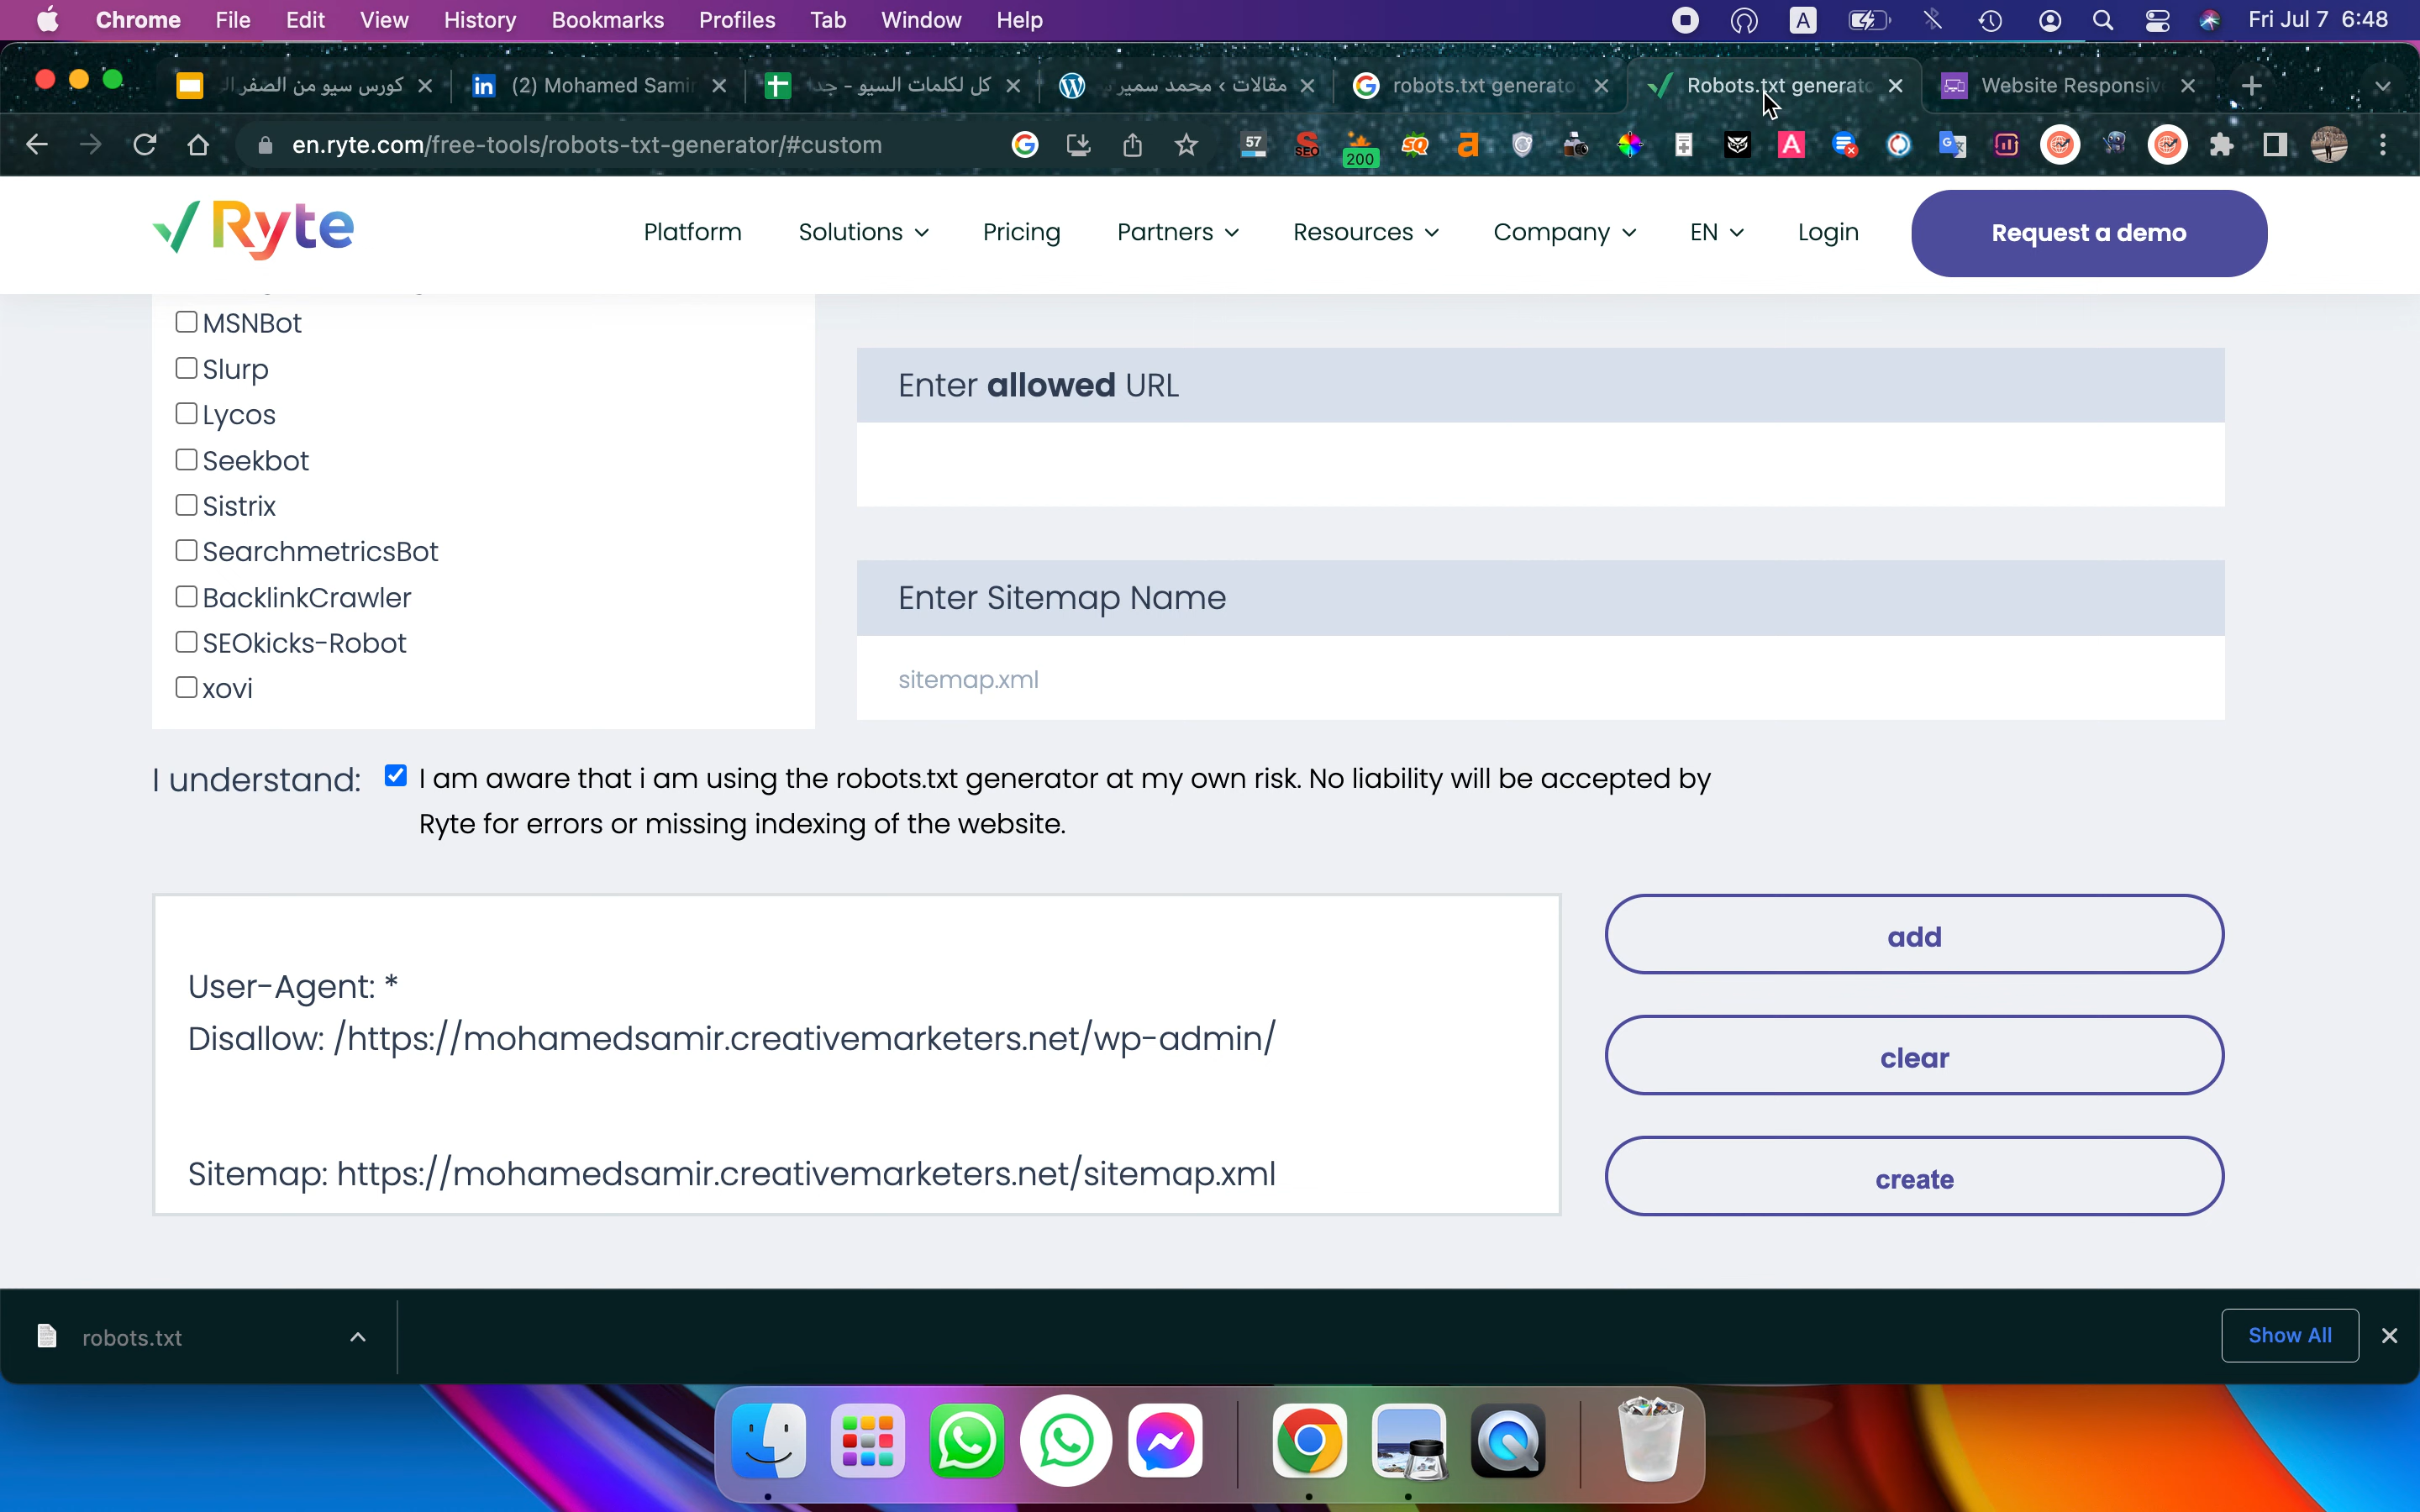 Chrome File Edit View History Bookmarks Profiles Tab Window Help
A
Fri Jul 7 6:48
كورس سيو من الصفر
(2) Mohamed Samir
كل لكلمات السيو - جد
مقالات › محمد سمير
robots.txt generato
Robots.txt generato
Website Responsiv
en.ryte.com/free-tools/robots-txt-generator/#custom
57
SEO
200
SQ
a
A
Ryte
Platform
Solutions
Pricing
Partners
Resources
Company
EN
Login
Request a demo
MSNBot
Slurp
Lycos
Seekbot
Sistrix
SearchmetricsBot
BacklinkCrawler
SEOkicks-Robot
xovi
Enter allowed URL
Enter Sitemap Name
sitemap.xml
I understand:
I am aware that i am using the robots.txt generator at my own risk. No liability will be accepted by
Ryte for errors or missing indexing of the website.
User-Agent: *
Disallow: /https://mohamedsamir.creativemarketers.net/wp-admin/
Sitemap: https://mohamedsamir.creativemarketers.net/sitemap.xml
add
clear
create
robots.txt
Show All